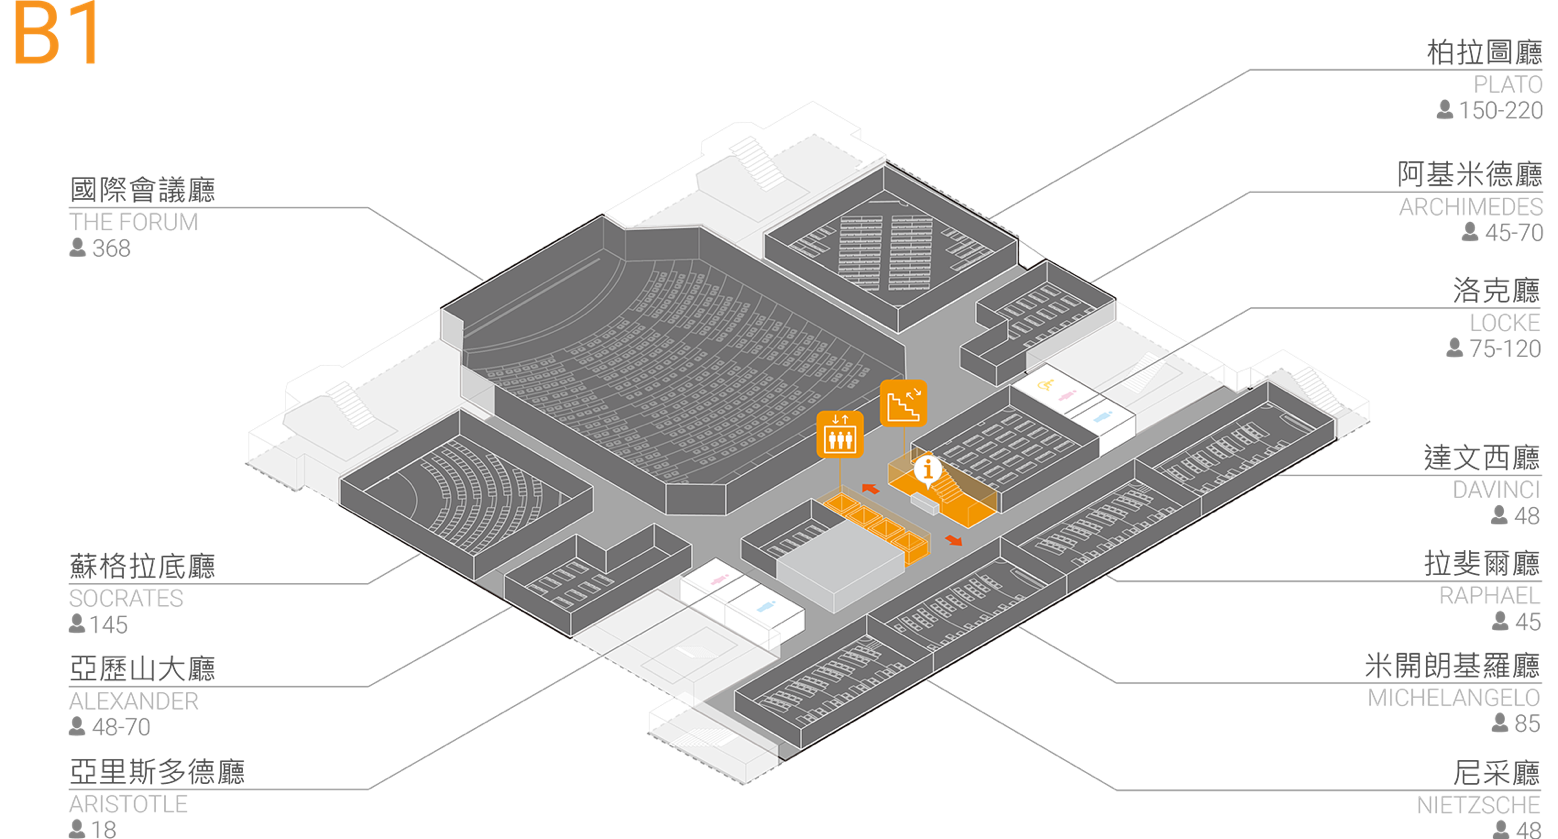 B1
國際會議廳
THE FORUM
368
蘇格拉底廳
SOCRATES
145
亞歷山大廳
ALEXANDER
48-70
亞里斯多德廳
ARISTOTLE
18
柏拉圖廳
PLATO
150-220
阿基米德廳
ARCHIMEDES
45-70
洛克廳
LOCKE
75-120
達文西廳
DAVINCI
48
拉斐爾廳
RAPHAEL
45
米開朗基羅廳
MICHELANGELO
85
尼采廳
NIETZSCHE
48
i